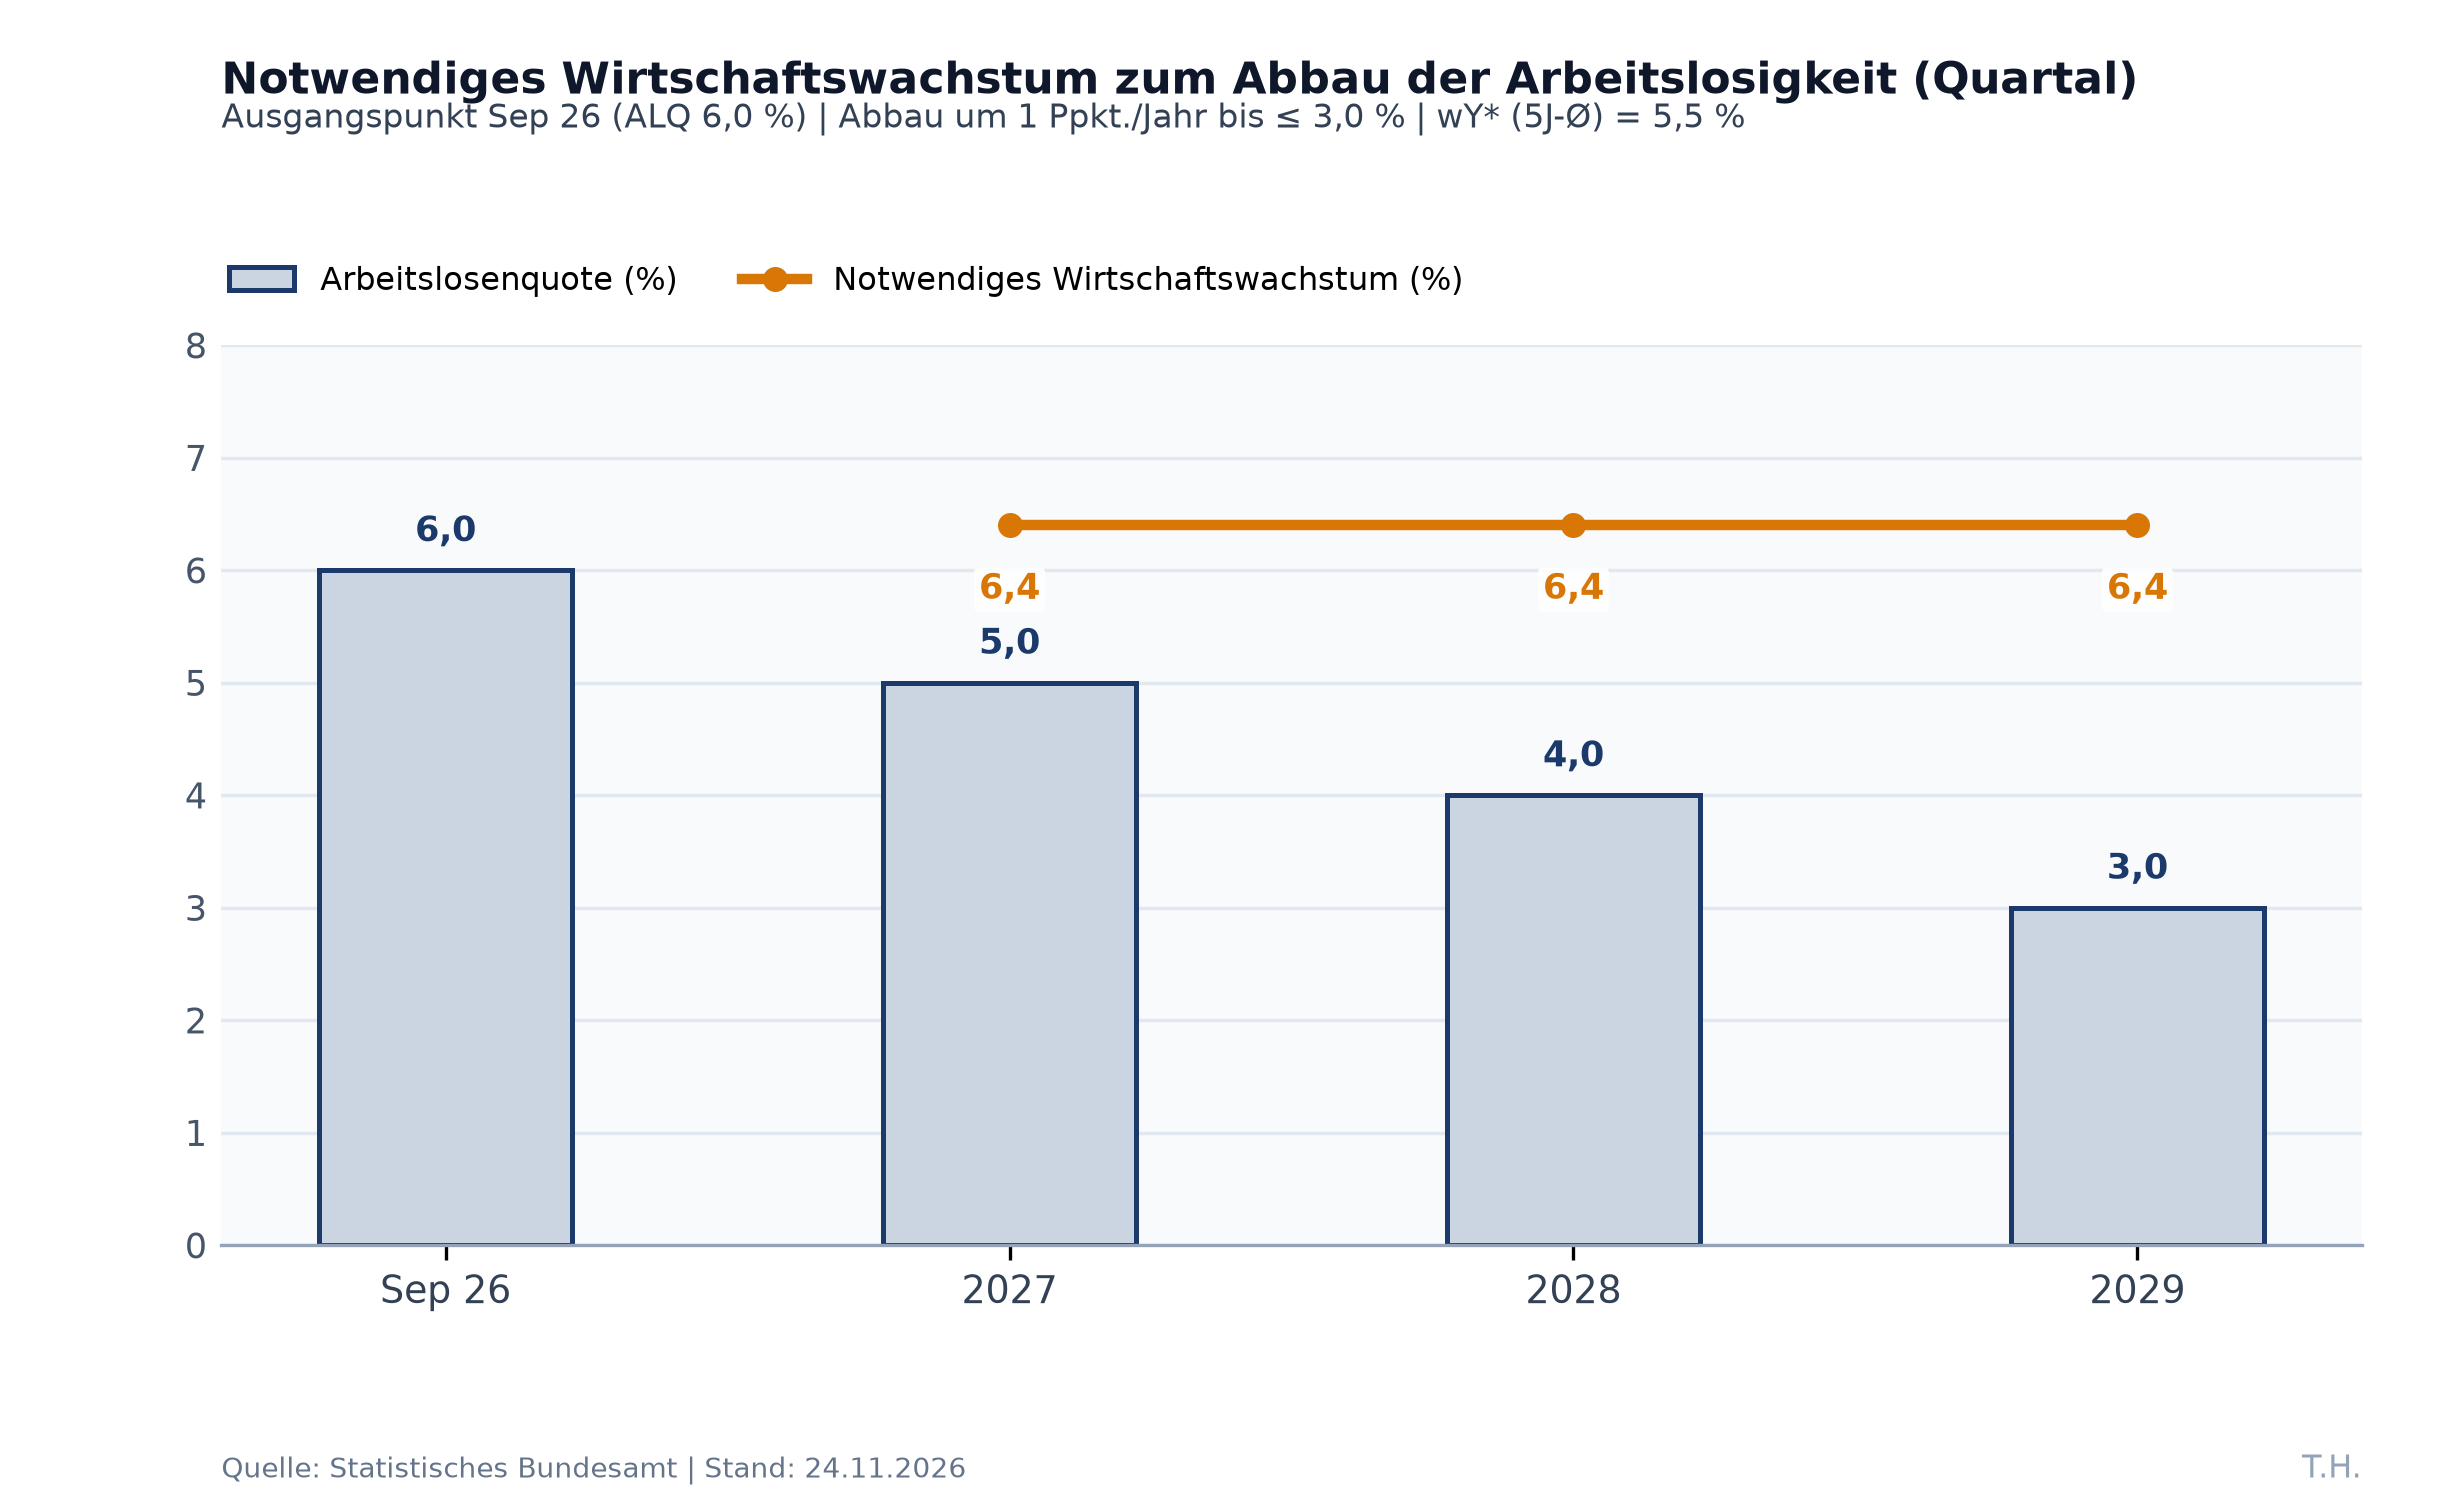 Notwendiges Wirtschaftswachstum zum Abbau der Arbeitslosigkeit (Quartal)
Ausgangspunkt Sep 26 (ALQ 6,0 %) | Abbau um 1 Ppkt./Jahr bis ≤ 3,0 % | wY* (5J-Ø) = 5,5 %
Arbeitslosenquote (%) Notwendiges Wirtschaftswachstum (%)
8
7
6,0
6
6,4 6,4 6,4
5,0
5
4,0
4
3,0
3
2
1
0
Sep 26 2027 2028 2029
Quelle: Statistisches Bundesamt | Stand: 24.11.2026 T.H.